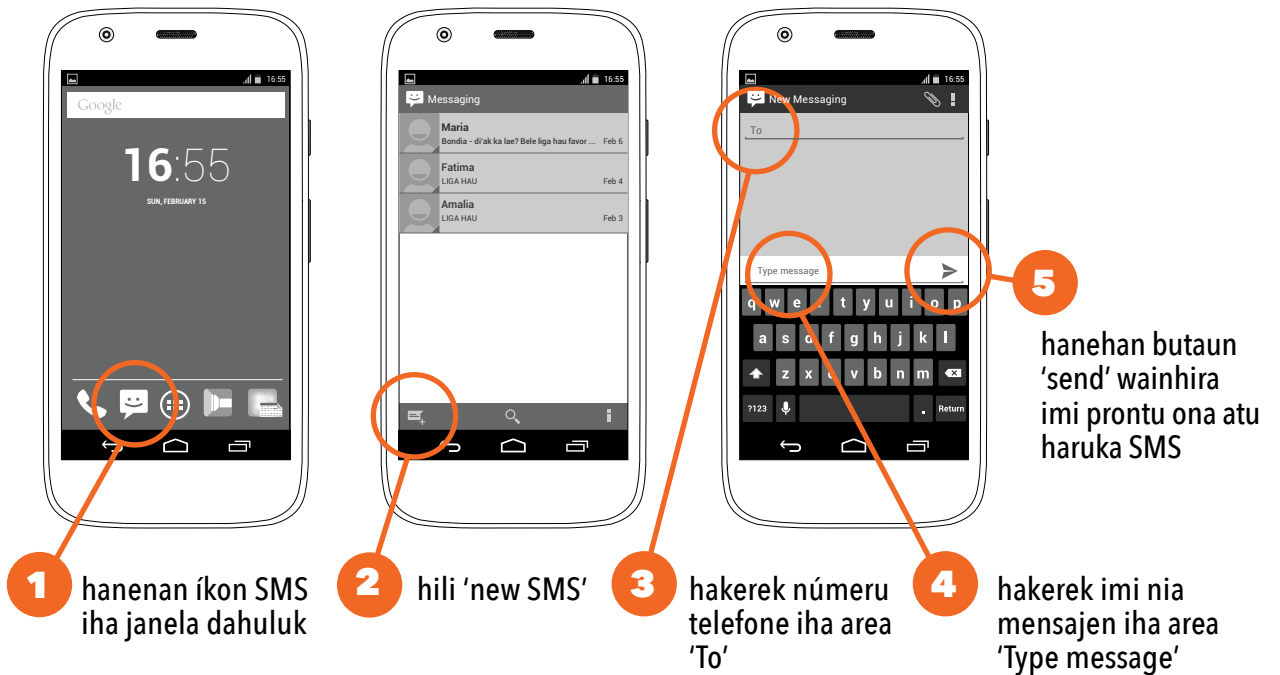 16:55
Google
16:55
SUN, FEBRUARY 15
16:55
Messaging
Maria
Bondia - di'ak ka lae? Bele liga hau favor ... Feb 6
Fatima
LIGA HAU Feb 4
Amalia
LIGA HAU Feb 3
16:55
New Messaging
To
Type message
q w e t y u i o p
a s d f g h j k l
z x c v b n m
?123 . Return
1 hanenan íkon SMS
iha janela dahuluk
2 hili ‘new SMS’
3 hakerek númeru
telefone iha area
‘To’
4 hakerek imi nia
mensajen iha area
‘Type message’
5
hanehan butaun
‘send’ wainhira
imi prontu ona atu
haruka SMS